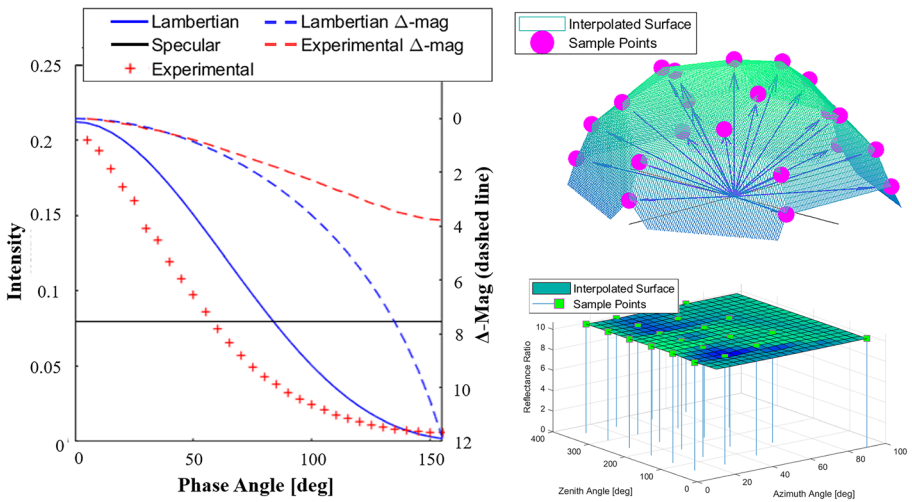 Lambertian
Lambertian Δ-mag
Specular
Experimental Δ-mag
Experimental
0.25
0.2
0.15
0.1
0.05
0
Intensity
0
50
100
150
Phase Angle [deg]
0
2
4
6
8
10
12
Δ-Mag (dashed line)
Interpolated Surface
Sample Points
Interpolated Surface
Sample Points
10
8
6
4
2
0
Reflectance Ratio
400
300
200
100
0
Zenith Angle [deg]
0
20
40
60
80
100
Azimuth Angle [deg]